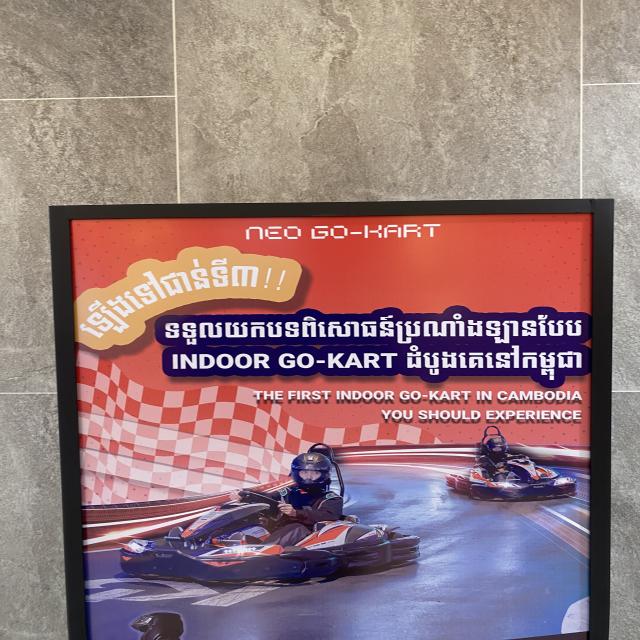 NEO GO-KART
ឡើងទៅជាន់ទី៣!!
ទទួលយកបទពិសោធន៍ប្រណាំងឡានបែប
INDOOR GO-KART ដំបូងគេនៅកម្ពុជា
THE FIRST INDOOR GO-KART IN CAMBODIA
YOU SHOULD EXPERIENCE